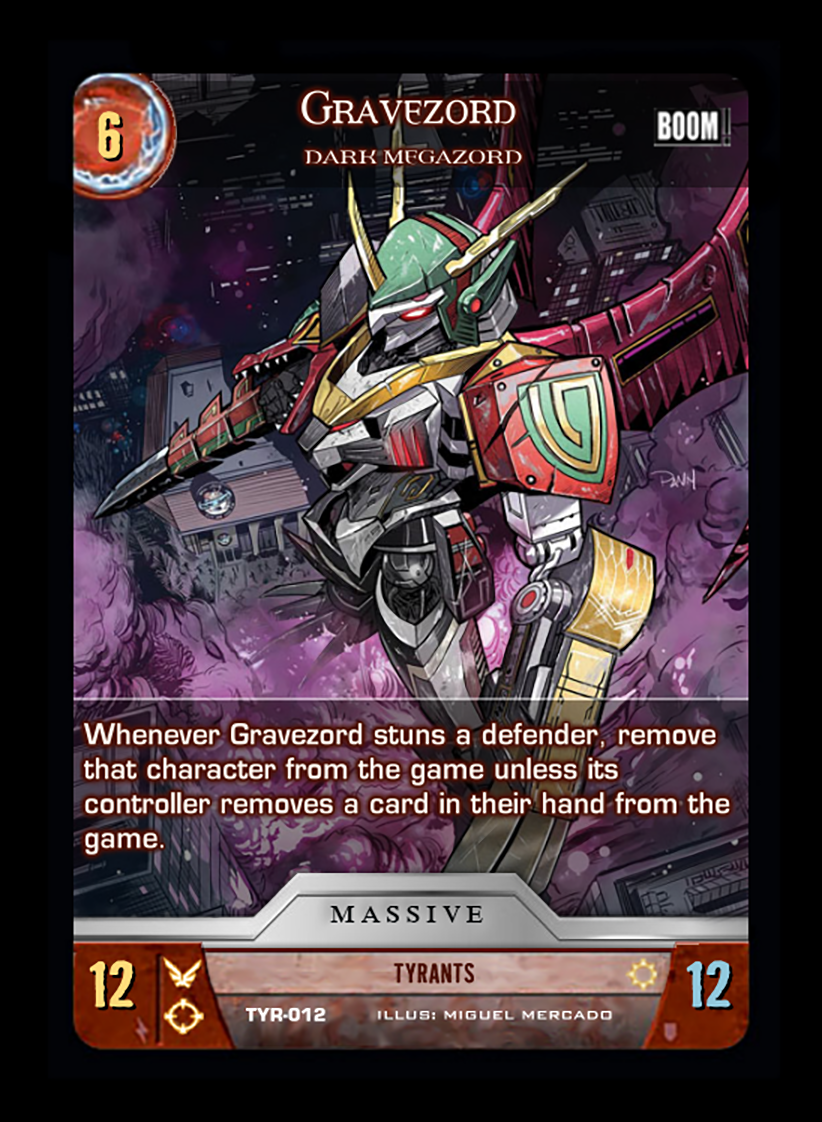 6
Gravezord
BOOM!
DARK MEGAZORD
Whenever Gravezord stuns a defender, remove
that character from the game unless its
controller removes a card in their hand from the
game.
MASSIVE
12
TYRANTS
12
TYR-012
ILLUS: MIGUEL MERCADO